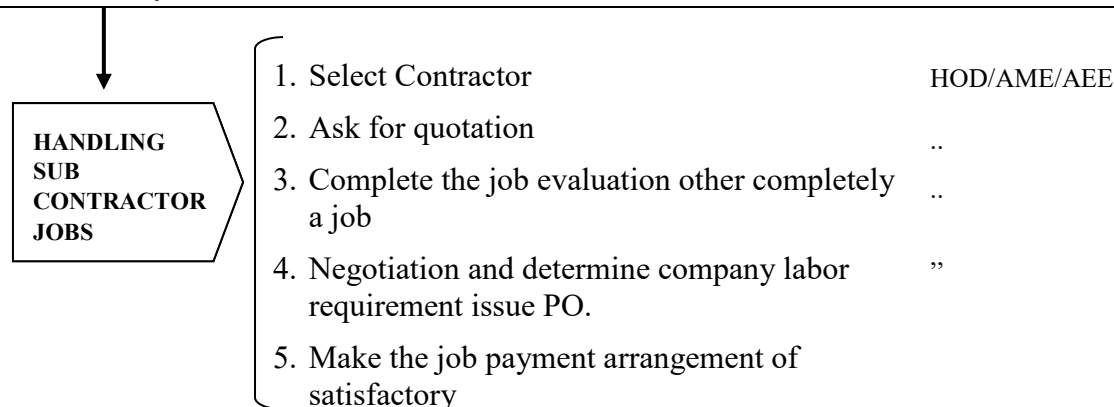 HANDLING
SUB
CONTRACTOR
JOBS
1. Select Contractor HOD/AME/AEE
2. Ask for quotation ..
3. Complete the job evaluation other completely ..
a job
4. Negotiation and determine company labor ”
requirement issue PO.
5. Make the job payment arrangement of
satisfactory